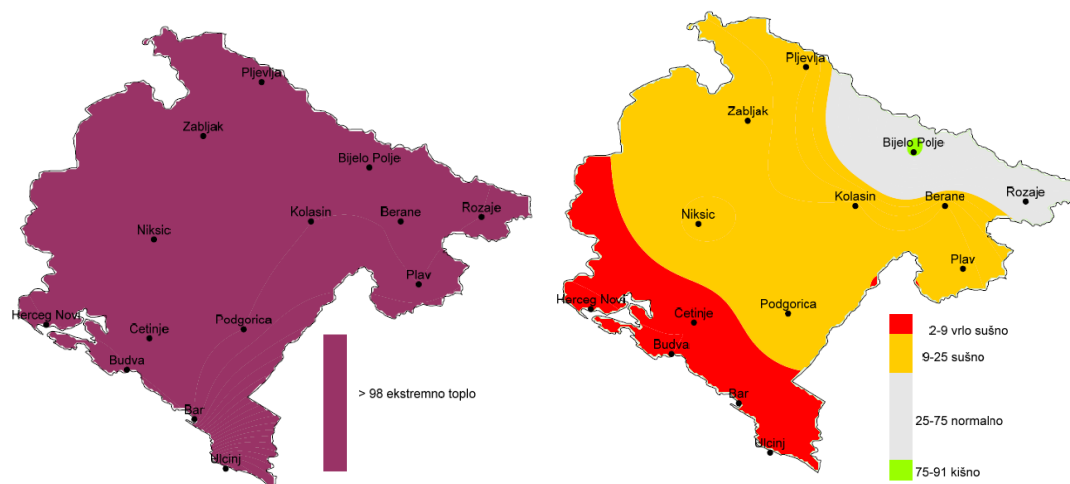 Pljevlja
Zabljak
Bijelo Polje
Kolasin
Berane
Rozaje
Niksic
Plav
Herceg Novi
Podgorica
Četinje
Budva
Bar
Ulcinj
> 98 ekstremno toplo
Pljevlja
Zabljak
Bijelo Polje
Kolasin
Berane
Rozaje
Niksic
Plav
Herceg Novi
Podgorica
Četinje
Budva
Bar
Ulcinj
2-9 vrlo sušno
9-25 sušno
25-75 normalno
75-91 kišno